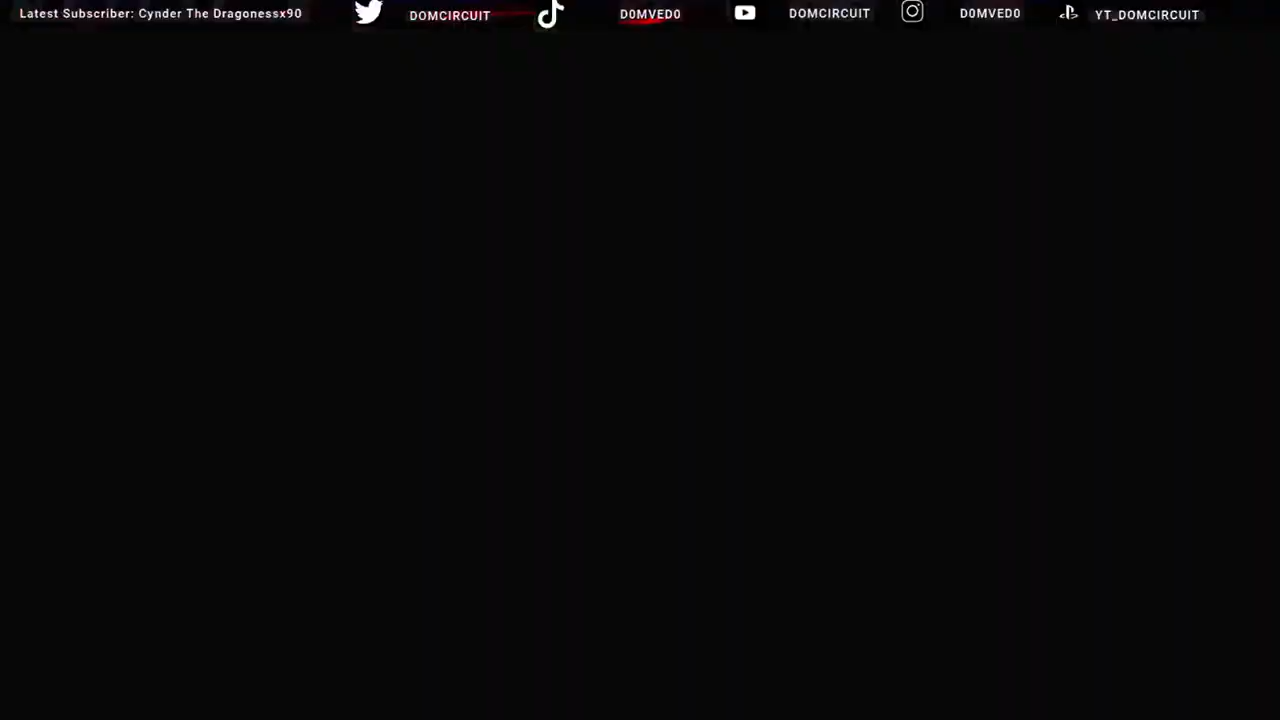 Latest Subscriber: Cynder The Dragonessx90 DOMCIRCUIT D0MVED0 DOMCIRCUIT D0MVED0 YT_DOMCIRCUIT